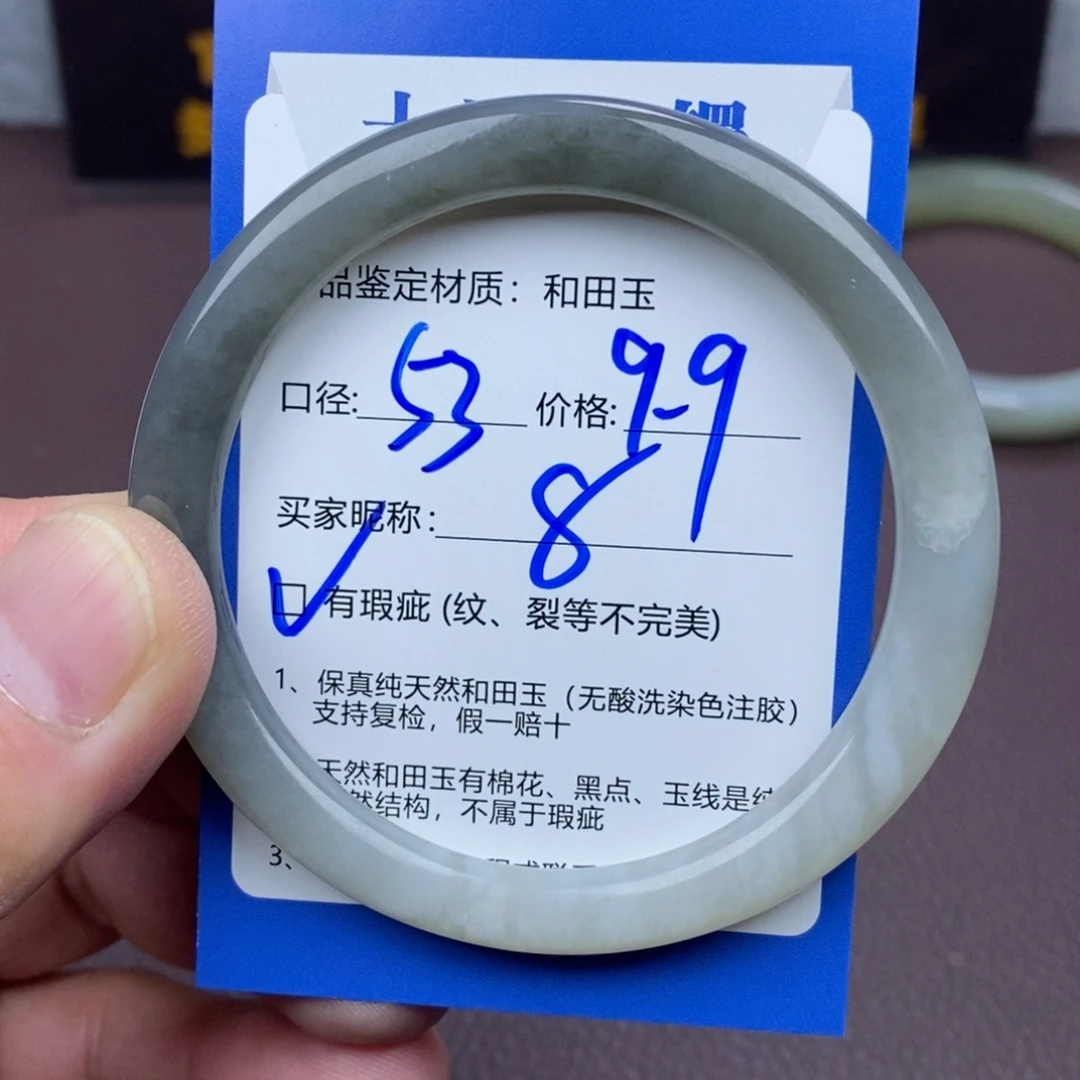 品鉴定材质：和田玉
口径: 53 价格: 99
买家昵称: 8
✓ 有瑕疵 (纹、裂等不完美)
1、保真纯天然和田玉（无酸洗染色注胶）
支持复检，假一赔十
天然和田玉有棉花、黑点、玉线是纯
然结构，不属于瑕疵
3、